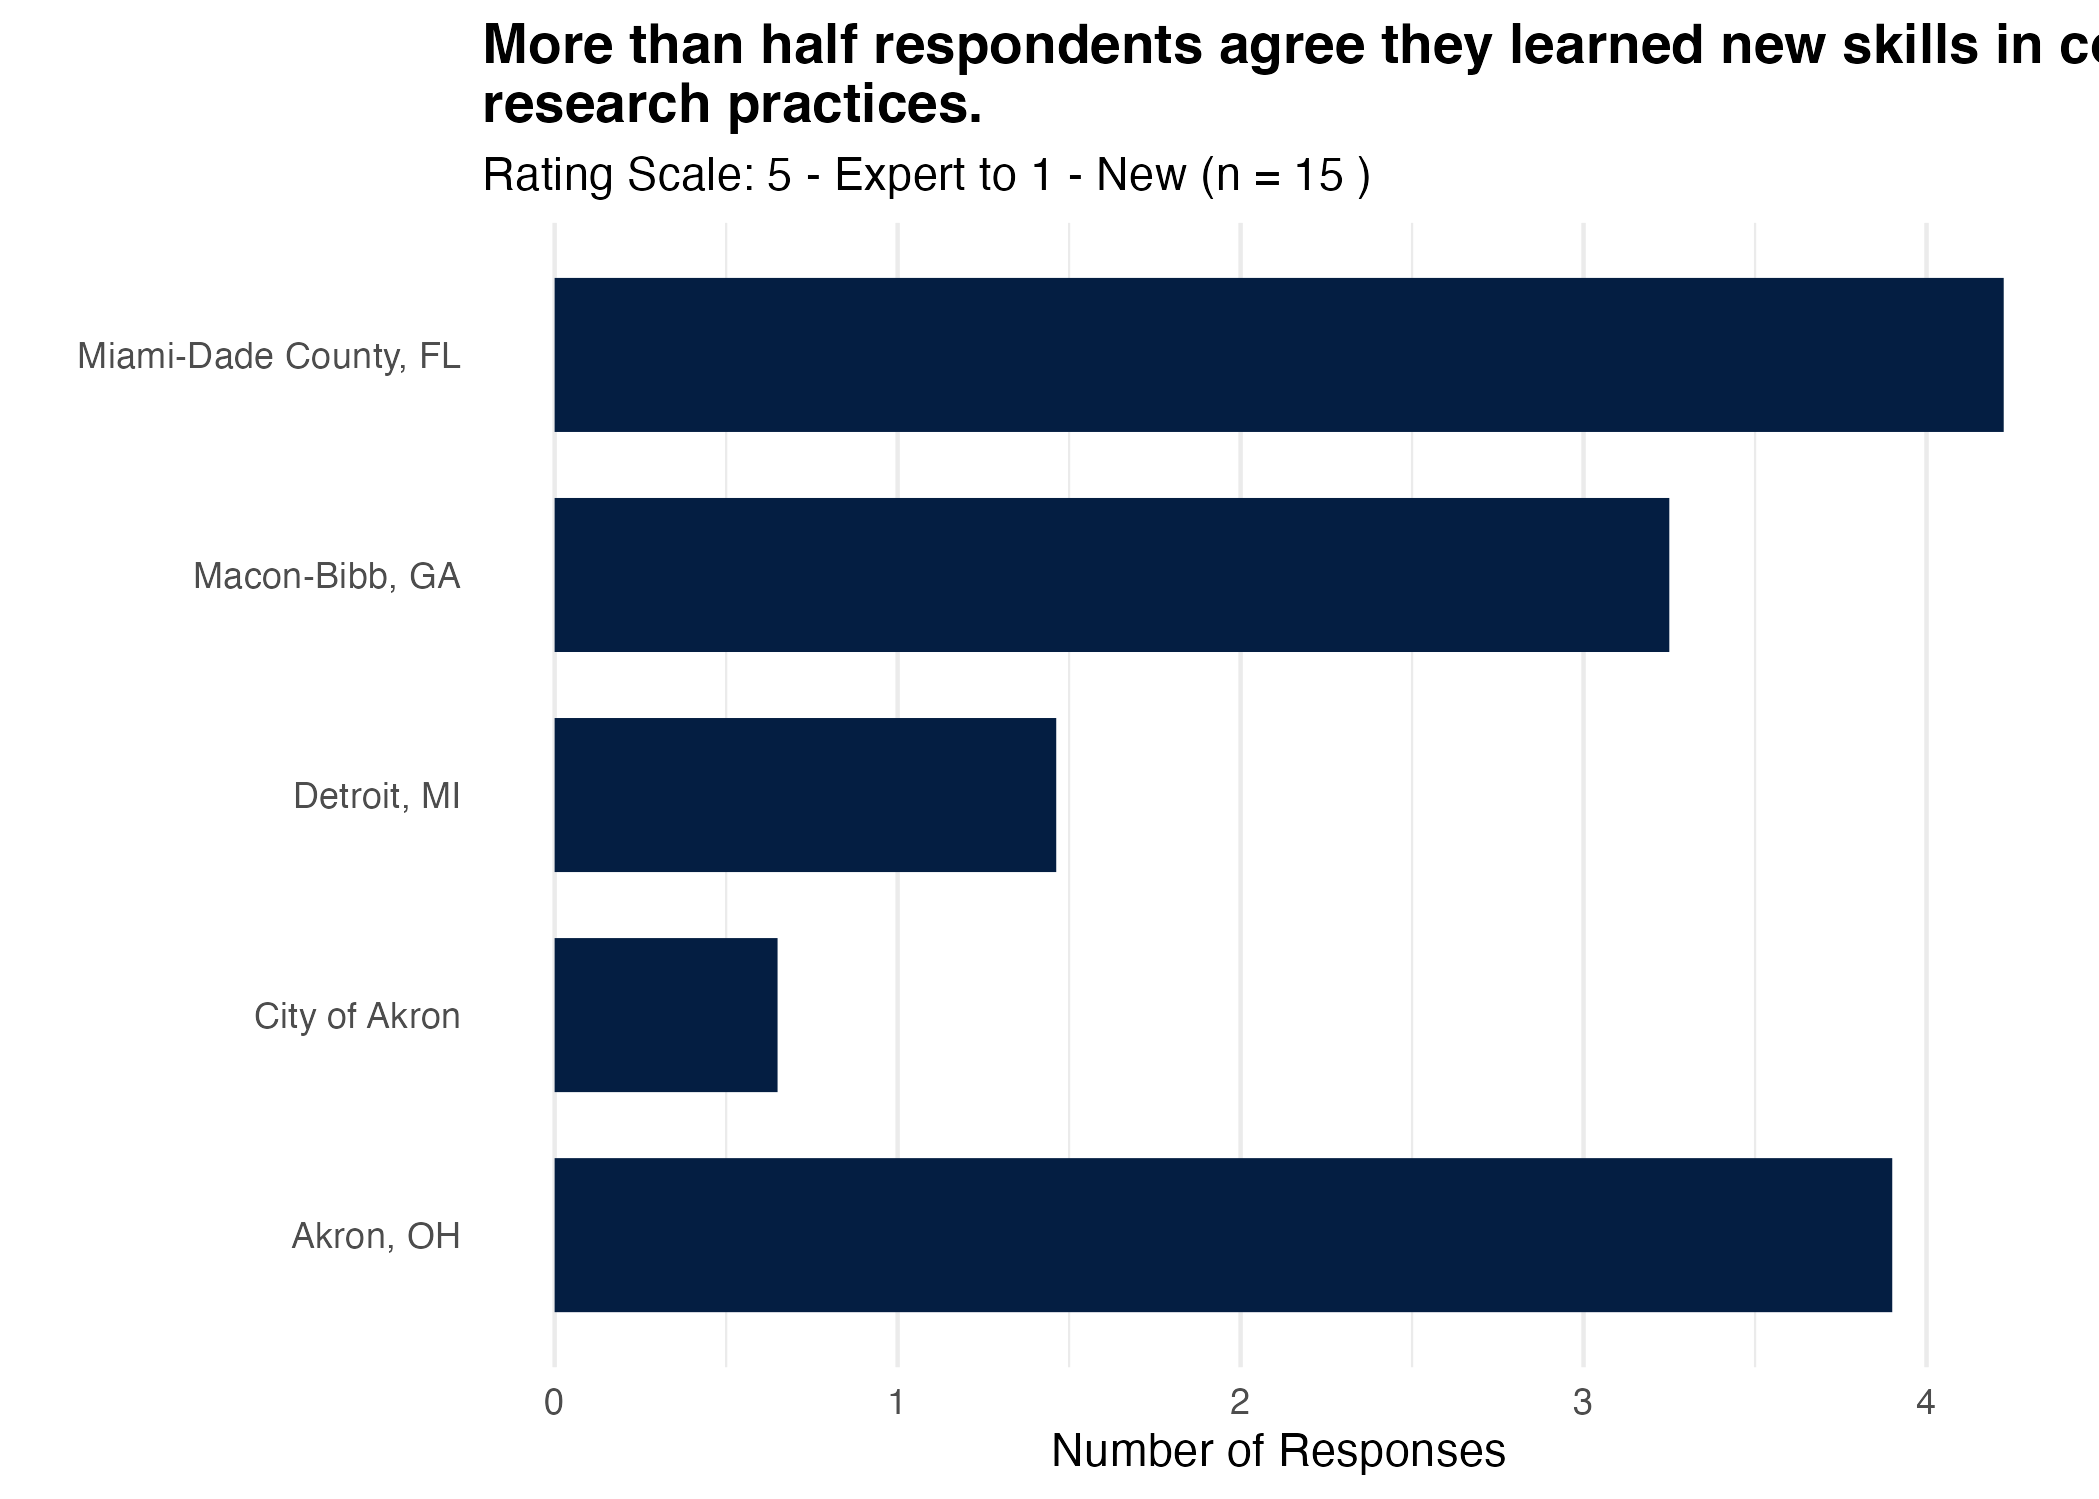 More than half respondents agree they learned new skills in
research practices.
Rating Scale: 5 - Expert to 1 - New (n = 15 )
Miami-Dade County, FL
Macon-Bibb, GA
Detroit, MI
City of Akron
Akron, OH
0 1 2 3 4
Number of Responses